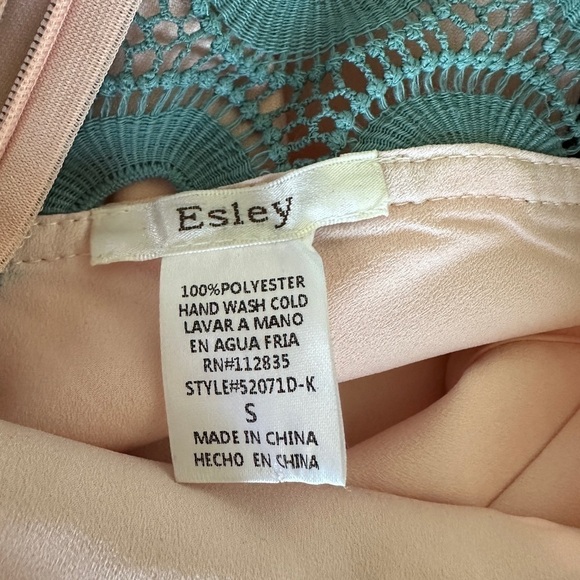 Esley
100%POLYESTER
HAND WASH COLD
LAVAR A MANO
EN AGUA FRIA
RN#112835
STYLE#52071D-K
S
MADE IN CHINA
HECHO EN CHINA